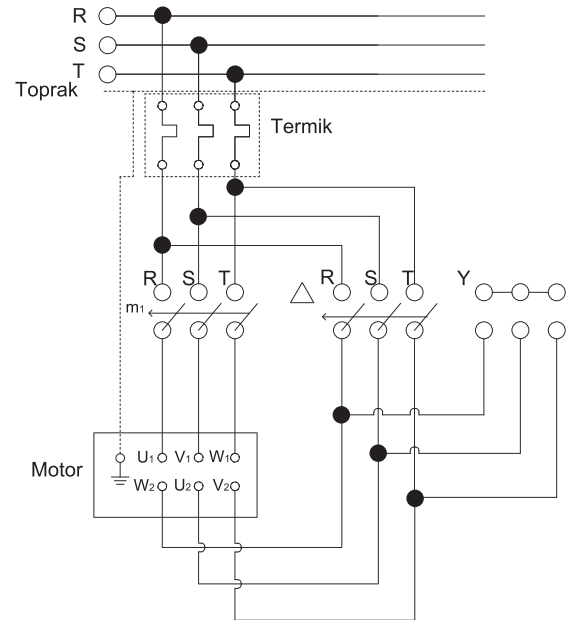 R
S
T
Toprak
Termik
R S T
R S T Y
m1
Motor
U1 V1 W1
W2 U2 V2